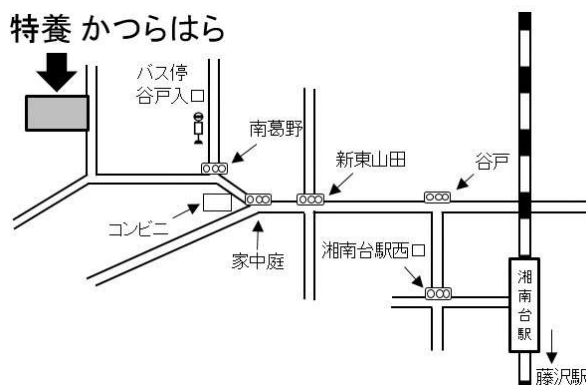 特養 かつらはら
バス停
谷戸入口
南葛野
新東山田
谷戸
コンビニ
家中庭
湘南台駅西口
湘南台駅
藤沢駅